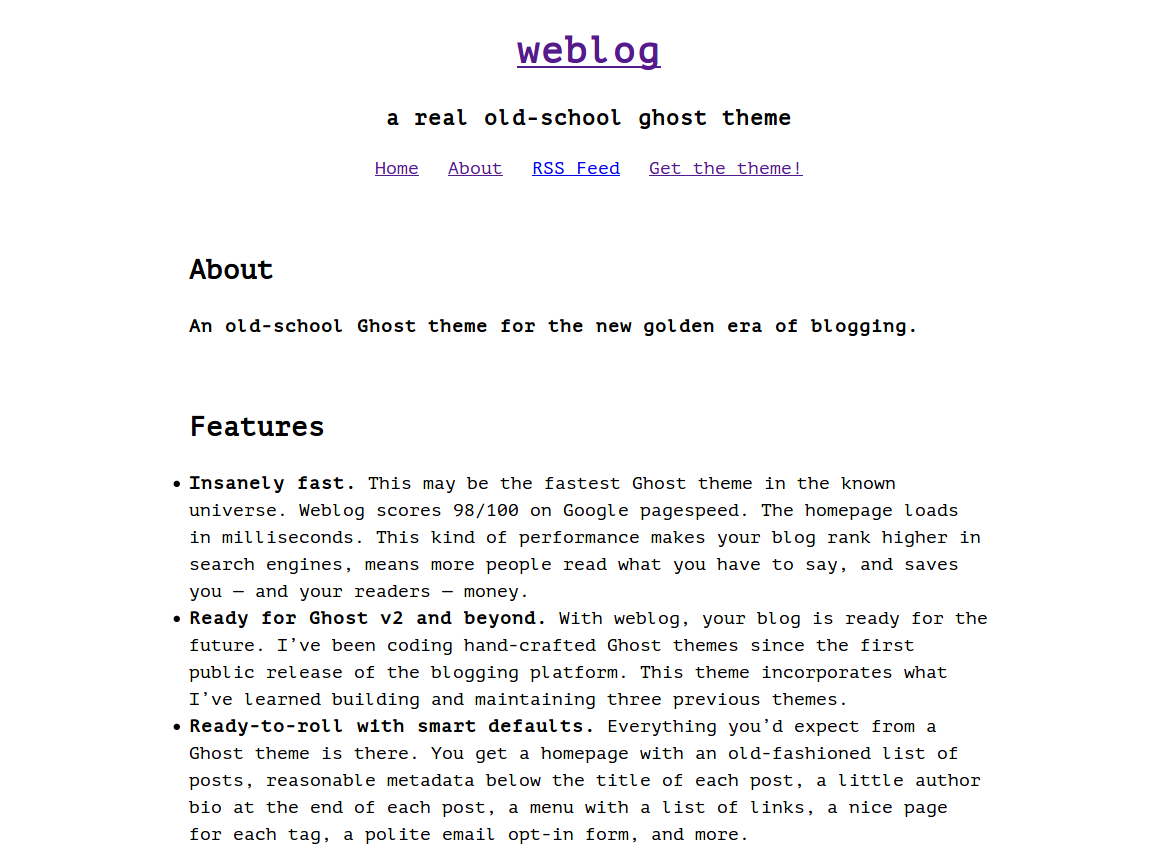 weblog
a real old-school ghost theme
Home About RSS Feed Get the theme!
About
An old-school Ghost theme for the new golden era of blogging.
Features
• Insanely fast. This may be the fastest Ghost theme in the known
universe. Weblog scores 98/100 on Google pagespeed. The homepage loads
in milliseconds. This kind of performance makes your blog rank higher in
search engines, means more people read what you have to say, and saves
you — and your readers — money.
• Ready for Ghost v2 and beyond. With weblog, your blog is ready for the
future. I’ve been coding hand-crafted Ghost themes since the first
public release of the blogging platform. This theme incorporates what
I’ve learned building and maintaining three previous themes.
• Ready-to-roll with smart defaults. Everything you’d expect from a
Ghost theme is there. You get a homepage with an old-fashioned list of
posts, reasonable metadata below the title of each post, a little author
bio at the end of each post, a menu with a list of links, a nice page
for each tag, a polite email opt-in form, and more.